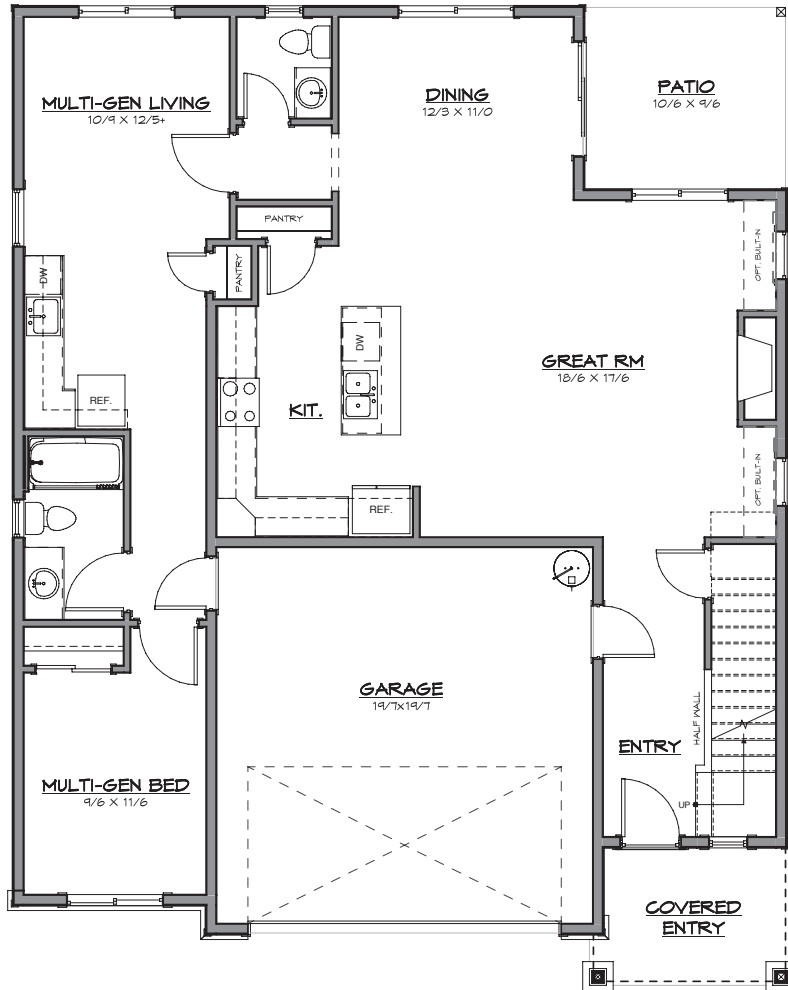 MULTI-GEN LIVING
10/9 X 12/5+
DINING
12/3 X 11/0
PATIO
10/6 X 9/6
PANTRY
PANTRY
OPT. BUILT-IN
DW
DW
GREAT RM
18/6 X 17/6
REF.
KIT.
OPT. BUILT-IN
REF.
GARAGE
19/7x19/7
HALF WALL
ENTRY
MULTI-GEN BED
9/6 X 11/6
UP
COVERED
ENTRY